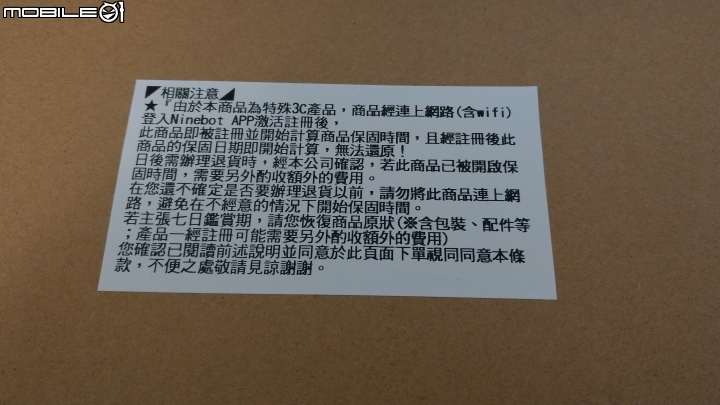 MOBILE01
◤相關注意◢
★『由於本商品為特殊3C產品，商品經連上網路(含wifi)
登入Ninebot APP激活註冊後，
此商品即被註冊並開始計算商品保固時間，且經註冊後此
商品的保固日期即開始計算，無法還原！
日後需辦理退貨時，經本公司確認，若此商品已被開啟保
固時間，需要另外酌收額外的費用。
在您還不確定是否要辦理退貨以前，請勿將此商品連上網
路，避免在不經意的情況下開始保固時間。
若主張七日鑑賞期，請您恢復商品原狀(※含包裝、配件等
；產品一經註冊可能需要另外酌收額外的費用)
您確認已閱讀前述說明並同意於此頁面下單視同同意本條
款，不便之處敬請見諒謝謝。